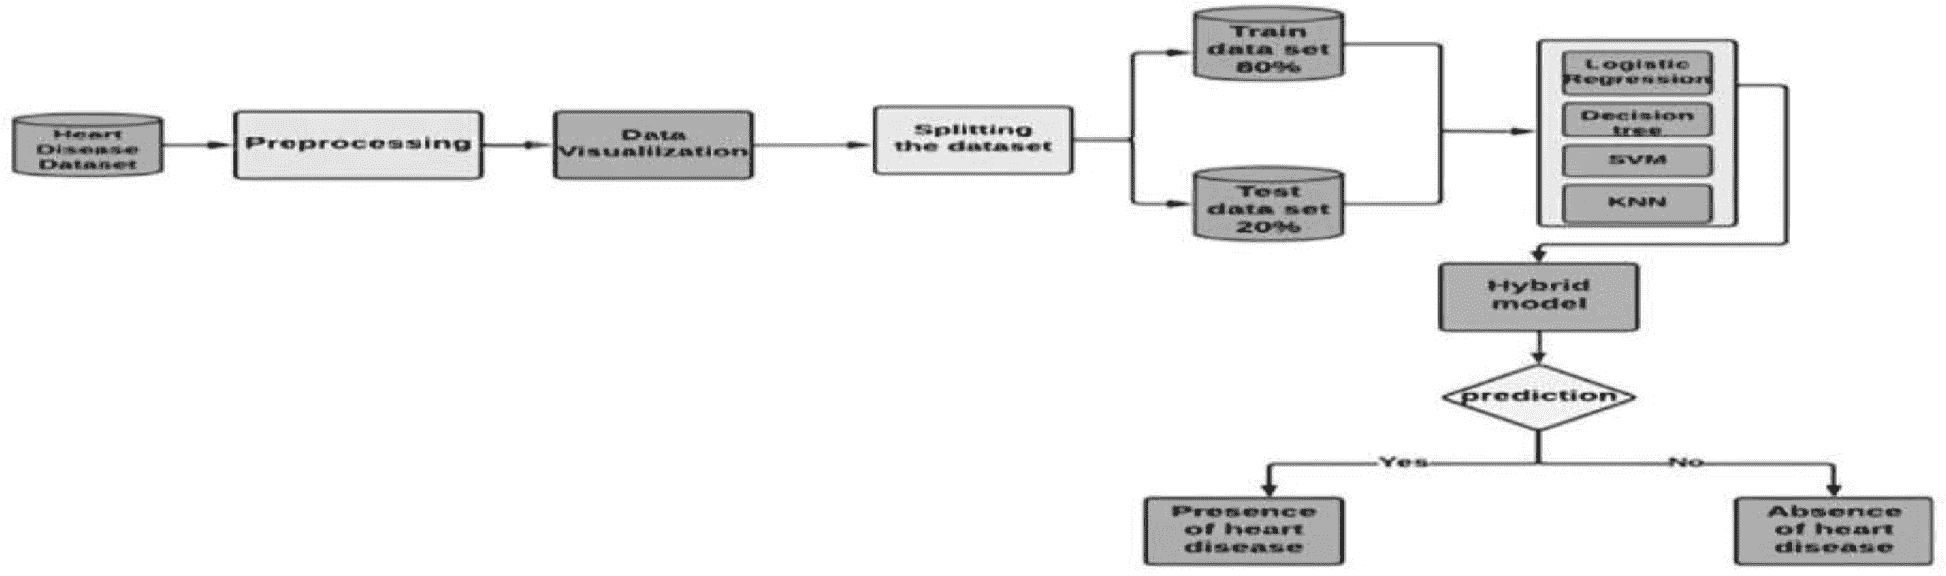 Heart
Disease
Dataset
Preprocessing
Data
Visualiization
Splitting
the dataset
Train
data set
80%
Test
data set
20%
Logistic
Regression
Decision
tree
SVM
KNN
Hybrid
model
prediction
Yes
No
Presence
of heart
disease
Absence
of heart
disease